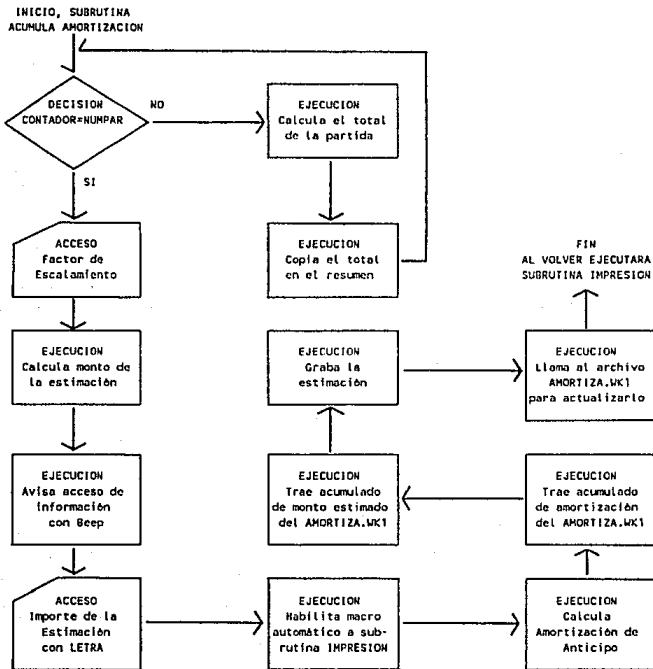 INICIO, SUBRUTINA
ACUMULA AMORTIZACION
DECISION
CONTADOR=NUMPAR
NO
SI
EJECUCION
Calcula el total
de la partida
EJECUCION
Copia el total
en el resumen
ACCESO
Factor de
Escalamiento
EJECUCION
Calcula monto de
la estimación
EJECUCION
Avisa acceso de
información
con Beep
ACCESO
Importe de la
Estimación
con LETRA
EJECUCION
Habilita macro
automático a sub-
rutina IMPRESION
EJECUCION
Calcula
Amortización de
Anticipo
EJECUCION
Trae acumulado
de amortización
del AMORTIZA.WK1
EJECUCION
Trae acumulado
de monto estimado
del AMORTIZA.WK1
EJECUCION
Graba la
estimación
EJECUCION
Llama al archivo
AMORTIZA.WK1
para actualizarlo
FIN
AL VOLVER EJECUTARA
SUBRUTINA IMPRESION